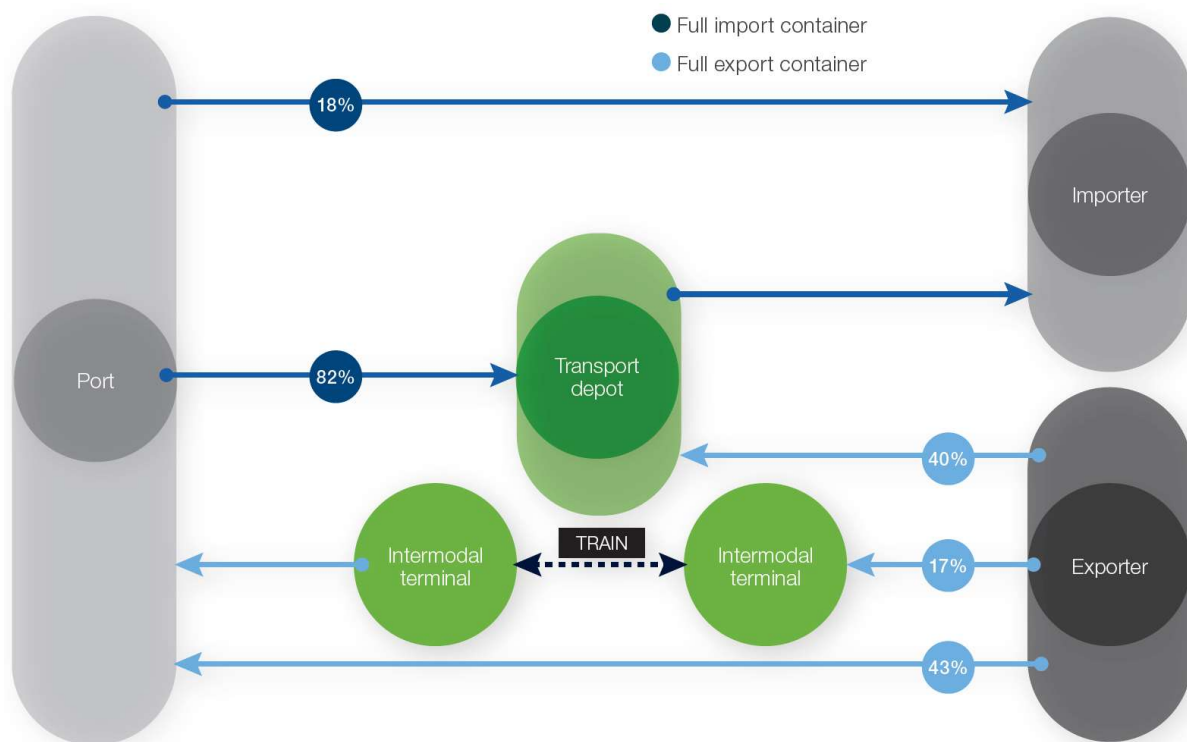 Full import container
Full export container
18%
Importer
Port
82%
Transport
depot
40%
TRAIN
Intermodal
terminal
Intermodal
terminal
17%
Exporter
43%